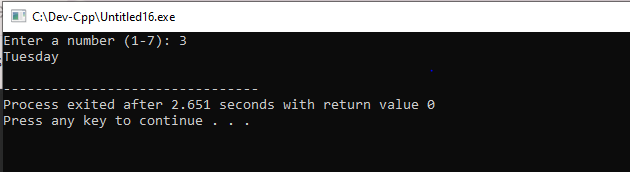 C:\Dev-Cpp\Untitled16.exe
Enter a number (1-7): 3
Tuesday
--------------------------------
Process exited after 2.651 seconds with return value 0
Press any key to continue . . .